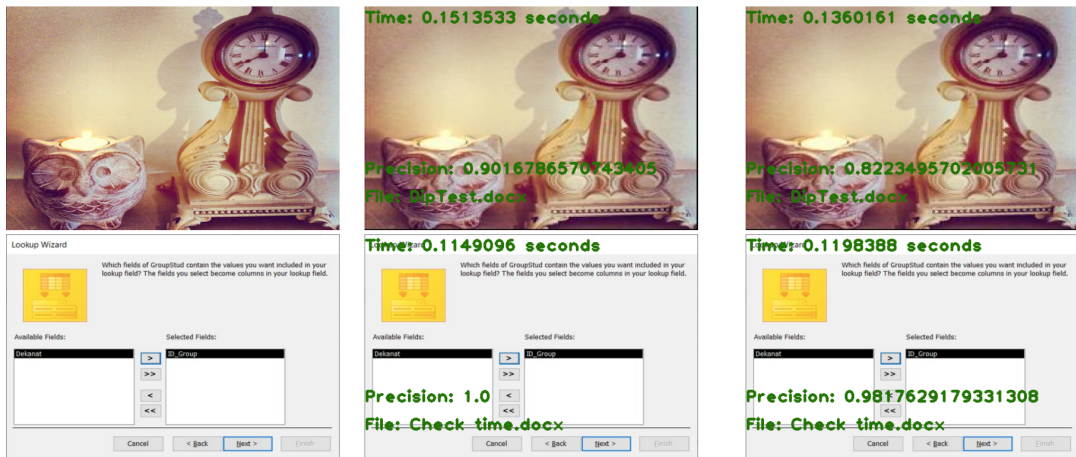 Time: 0.1513533 seconds
Precision: 0.9016786570743405
File: DipTest.docx
Time: 0.1360161 seconds
Precision: 0.8223495702005731
File: DipTest.docx
Lookup Wizard
Which fields of GroupStud contain the values you want included in your
lookup field? The fields you select become columns in your lookup field.
Available Fields:
Selected Fields:
Dekanat
ID_Group
>
>>
<
<<
Cancel
< Back
Next >
Finish
Time: 0.1149096 seconds
Which fields of GroupStud contain the values you want included in your
lookup field? The fields you select become columns in your lookup field.
Available Fields:
Selected Fields:
Dekanat
ID_Group
>
>>
<
<<
Precision: 1.0
File: Check time.docx
Cancel
< Back
Next >
Finish
Time: 0.1198388 seconds
Which fields of GroupStud contain the values you want included in your
lookup field? The fields you select become columns in your lookup field.
Available Fields:
Selected Fields:
Dekanat
ID_Group
>
>>
<
<<
Precision: 0.9817629179331308
File: Check time.docx
Cancel
< Back
Next >
Finish